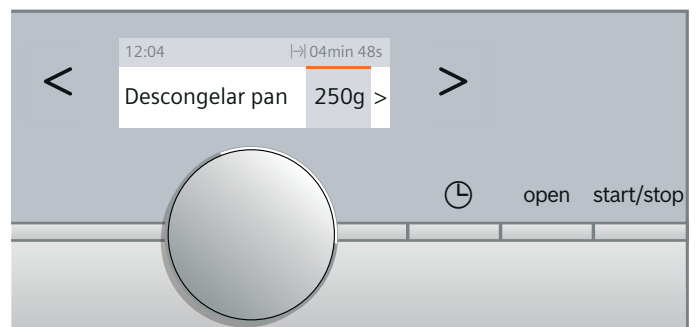 12:04 |→| 04min 48s
< Descongelar pan 250g > >
open start/stop